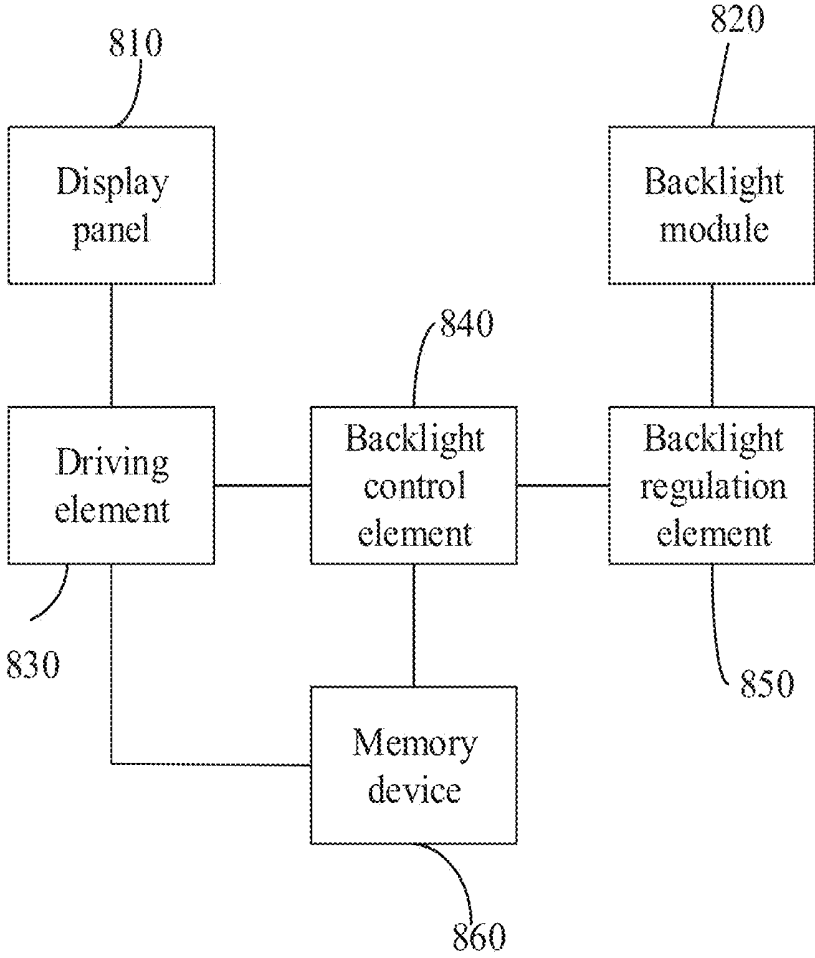 810
820
Display
panel
Backlight
module
840
Driving
element
Backlight
control
element
Backlight
regulation
element
830
850
Memory
device
860